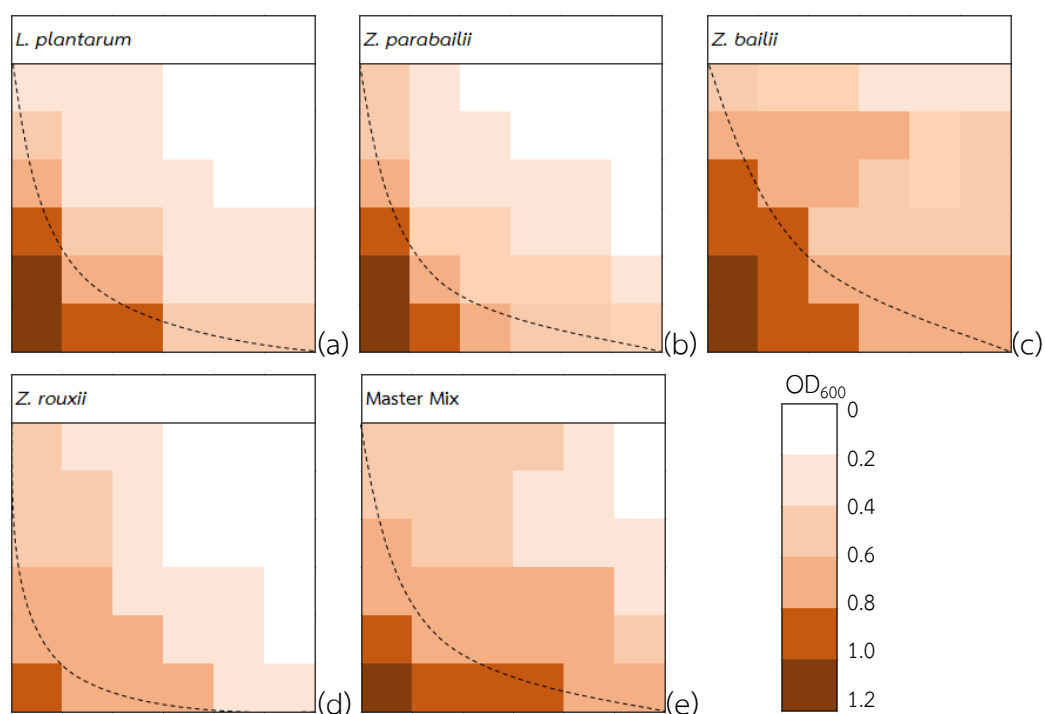 L. plantarum
Z. parabailii
Z. bailii
(a)
(b)
(c)
Z. rouxii
Master Mix
OD₆₀₀
0
0.2
0.4
0.6
0.8
1.0
1.2
(d)
(e)